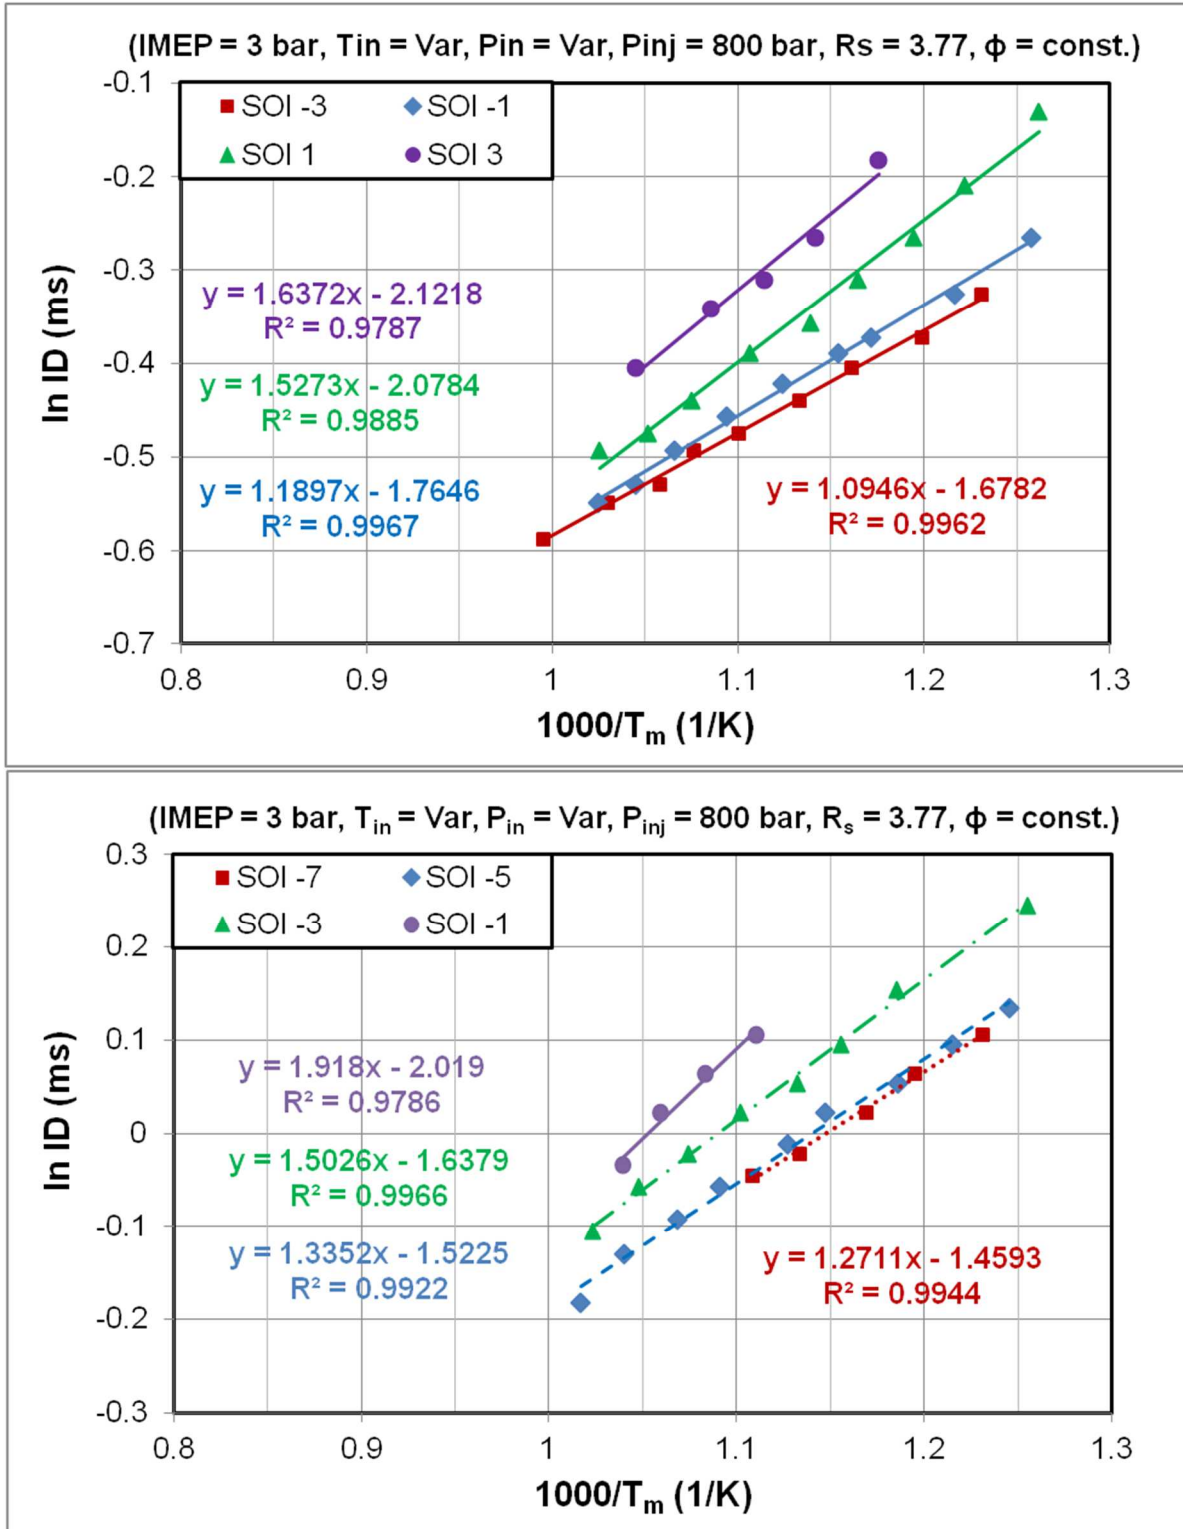 (IMEP = 3 bar, Tin = Var, Pin = Var, Pinj = 800 bar, Rs = 3.77, ϕ = const.)
-0.1
SOI -3 SOI -1
SOI 1 SOI 3
-0.2
-0.3
y = 1.6372x - 2.1218
R² = 0.9787
ln ID (ms)
-0.4
y = 1.5273x - 2.0784
R² = 0.9885
-0.5
y = 1.1897x - 1.7646
R² = 0.9967
y = 1.0946x - 1.6782
R² = 0.9962
-0.6
-0.7
0.8 0.9 1 1.1 1.2 1.3
1000/Tₘ (1/K)
(IMEP = 3 bar, Tᵢₙ = Var, Pᵢₙ = Var, Pᵢₙⱼ = 800 bar, Rₛ = 3.77, ϕ = const.)
0.3
SOI -7 SOI -5
SOI -3 SOI -1
0.2
0.1
y = 1.918x - 2.019
R² = 0.9786
ln ID (ms)
0
y = 1.5026x - 1.6379
R² = 0.9966
-0.1
y = 1.3352x - 1.5225
R² = 0.9922
y = 1.2711x - 1.4593
R² = 0.9944
-0.2
-0.3
0.8 0.9 1 1.1 1.2 1.3
1000/Tₘ (1/K)